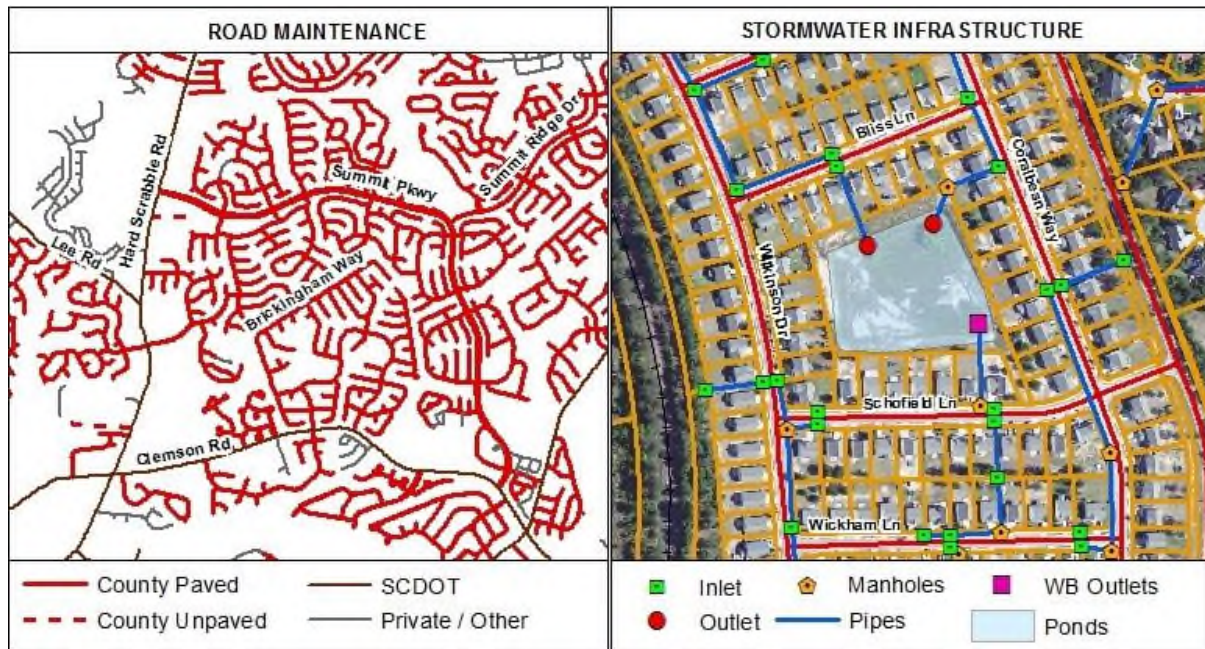 ROAD MAINTENANCE
Hard Scrabble Rd
Lee Rd
Summit Pkwy
Summit Ridge Dr
Brickingham Way
Clemson Rd
County Paved
SCDOT
County Unpaved
Private / Other
STORMWATER INFRASTRUCTURE
Bliss Ln
Coralbean Way
Wilkinson Dr
Schofield Ln
Wickham Ln
Inlet
Manholes
WB Outlets
Outlet
Pipes
Ponds